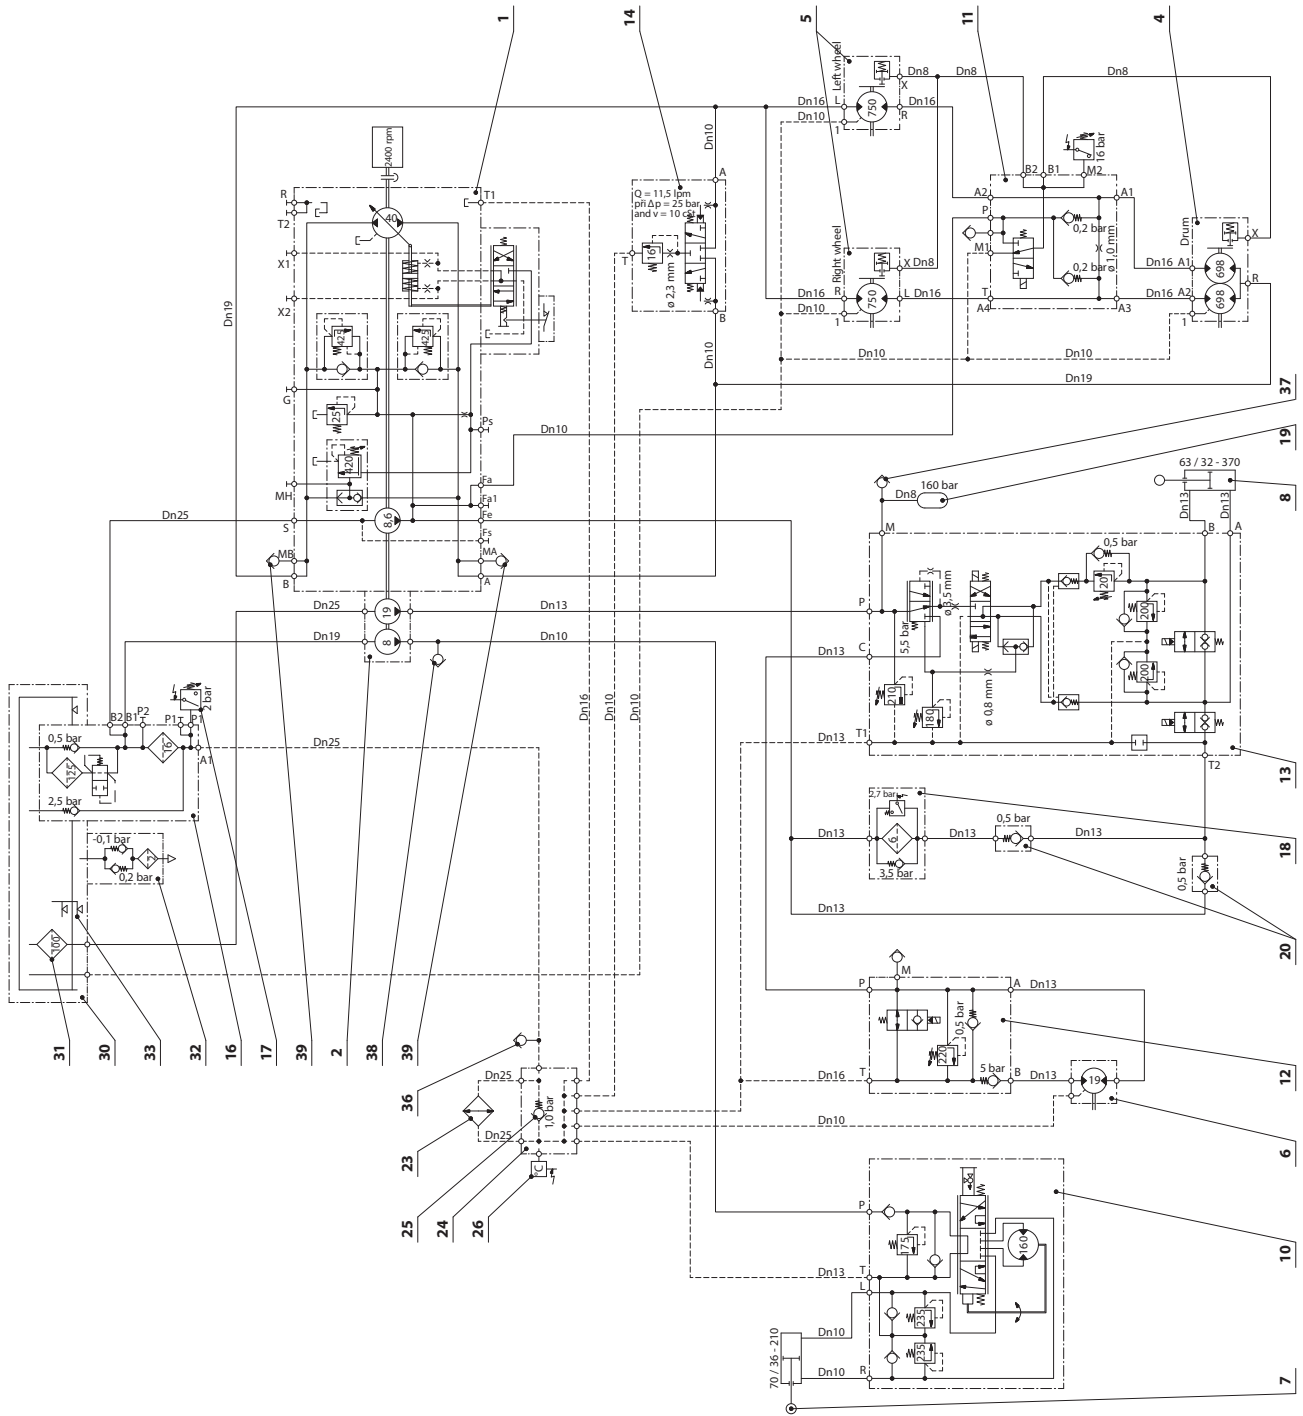 1
14
5
11
4
2400 rpm
R
T2
X1
X2
G
MH
S
MB
B
T1
40
425
425
25
420
8,6
19
8
Ps
Fa
Fa1
Fe
Fs
MA
A
Dn19
Dn25
Dn25
Dn19
Dn10
Dn13
Dn10
Q = 11,5 lpm
při Δp = 25 bar
and v = 10 cSt
16
ø 2,3 mm
T
A
B
Dn10
Dn10
Left wheel
750
L
X
R
1
Dn16
Dn10
Dn8
Dn16
Dn8
Dn8
Right wheel
750
R
X
L
1
Dn16
Dn10
Dn8
Dn16
B2
B1
M2
16 bar
A2
P
M1
T
A4
A1
A3
0,2 bar
ø 1,0 mm
0,2 bar
Drum
698
698
A1
A2
X
R
1
Dn16
Dn16
Dn10
Dn10
Dn19
37
19
8
Dn8
160 bar
63 / 32 - 370
Dn13
Dn13
M
B
A
P
C
T1
T2
5,5 bar
ø 3,5 mm
ø 0,8 mm
210
180
0,5 bar
20
200
200
Dn13
Dn13
13
2,7 bar
6
3,5 bar
Dn13
Dn13
0,5 bar
Dn13
0,5 bar
Dn13
18
20
B2
B1
P2
P1
P1
2 bar
A1
0,5 bar
16
2,5 bar
-0,1 bar
0,2 bar
2
100
Dn25
Dn16
Dn10
Dn10
31
30
33
32
16
17
39
2
38
39
36
23
25
24
26
Dn25
Dn25
1,0 bar
°C
M
P
A
T
B
220
0,5 bar
5 bar
Dn13
Dn13
Dn16
Dn10
19
12
6
P
T
L
R
175
235
235
160
Dn13
Dn10
Dn10
70 / 36 - 210
10
7